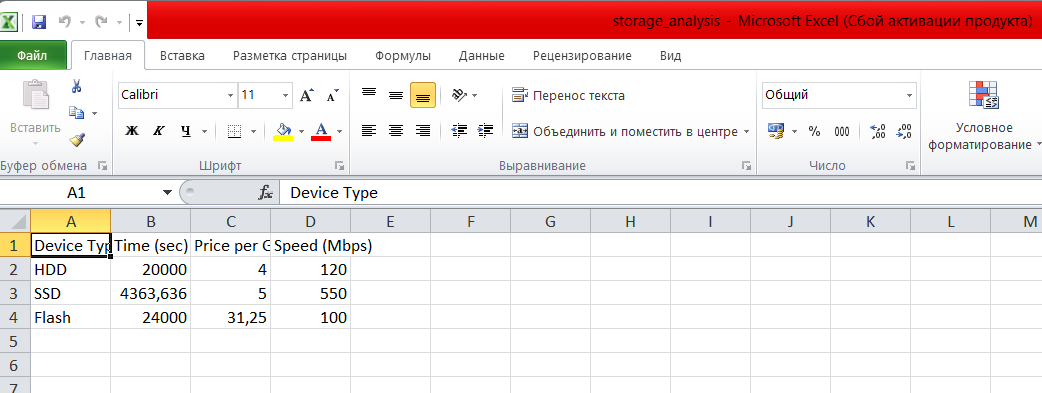 storage_analysis - Microsoft Excel (Сбой активации продукта)
Файл Главная Вставка Разметка страницы Формулы Данные Рецензирование Вид
Вставить
Calibri 11
Ж К Ч
Перенос текста
Объединить и поместить в центре
Общий
% 000
Условное форматирование
Буфер обмена Шрифт Выравнивание Число
A1 fx Device Type
A B C D E F G H I J K L M
1 Device Typ Time (sec) Price per G Speed (Mbps)
2 HDD 20000 4 120
3 SSD 4363,636 5 550
4 Flash 24000 31,25 100
5
6
7